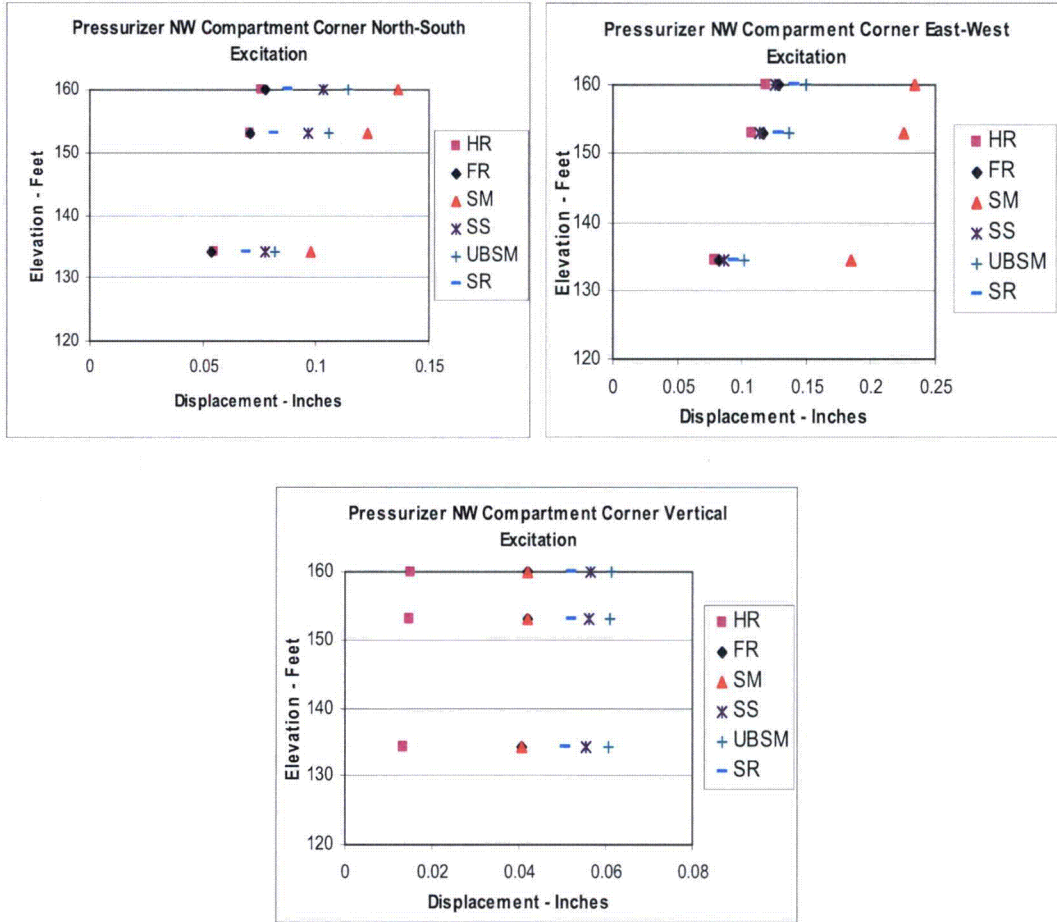 Pressurizer NW Compartment Corner North-South
Excitation
160
150
140
130
120
0
0.05
0.1
0.15
Elevation - Feet
Displacement - Inches
HR
FR
SM
SS
UBSM
SR
Pressurizer NW Comparment Corner East-West
Excitation
160
150
140
130
120
0
0.05
0.1
0.15
0.2
0.25
Elevation - Feet
Displacement - Inches
HR
FR
SM
SS
UBSM
SR
Pressurizer NW Compartment Corner Vertical
Excitation
160
150
140
130
120
0
0.02
0.04
0.06
0.08
Elevation - Feet
Displacement - Inches
HR
FR
SM
SS
UBSM
SR